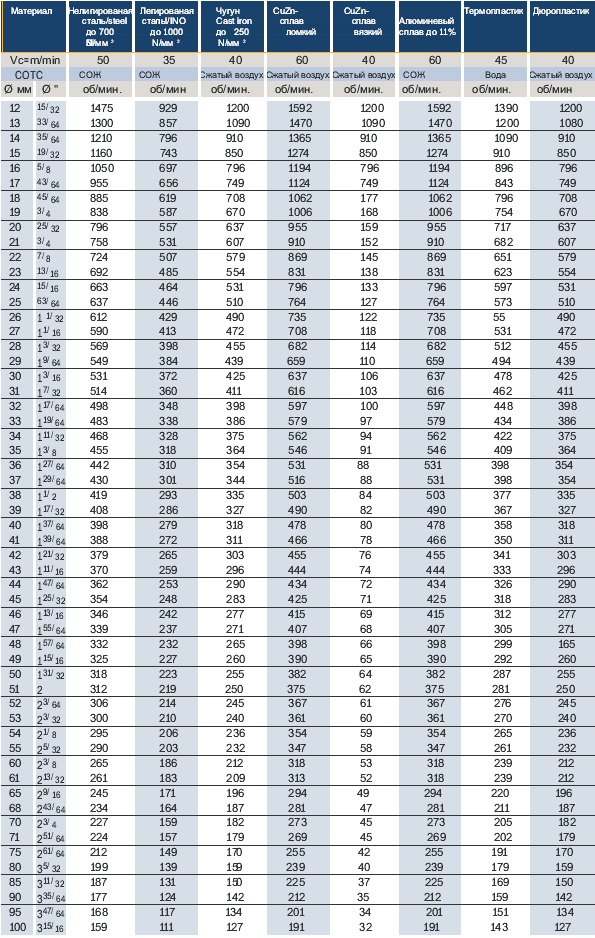 Материал Нелигированая Легированая Чугун CuZn- CuZn- Термопластик Дюропластик
сталь/steel сталь/INO Cast iron сплав сплав Алюминевый
до 700 до 1000 до 250 ломкий вязкий сплав до 11%
N/мм ² N/мм ² N/мм ²
Vc=m/min 50 35 40 60 40 60 45 40
СОТС СОЖ СОЖ Сжатый воздух Сжатый воздух Сжатый воздух СОЖ Вода Сжатый воздух
Ø мм Ø " об/мин. об/мин. об/мин. об/мин. об/мин. об/мин. об/мин. об/мин.
12 15/ 32 1475 929 1200 1592 1200 1592 1390 1200
13 33/ 64 1300 857 1090 1470 1090 1470 1200 1080
14 35/ 64 1210 796 910 1365 910 1365 1090 910
15 19/ 32 1160 743 850 1274 850 1274 910 850
16 5/ 8 1050 697 796 1194 796 1194 896 796
17 43/ 64 955 656 749 1124 749 1124 843 749
18 45/ 64 885 619 708 1062 177 1062 796 708
19 3/ 4 838 587 670 1006 168 1006 754 670
20 25/ 32 796 557 637 955 159 955 717 637
21 3/ 4 758 531 607 910 152 910 682 607
22 7/ 8 724 507 579 869 145 869 651 579
23 13/ 16 692 485 554 831 138 831 623 554
24 15/ 16 663 464 531 796 133 796 597 531
25 63/ 64 637 446 510 764 127 764 573 510
26 1 1/ 32 612 429 490 735 122 735 55 490
27 1 1/ 16 590 413 472 708 118 708 531 472
28 1 3/ 32 569 398 455 682 114 682 512 455
29 1 9/ 64 549 384 439 659 110 659 494 439
30 1 3/ 16 531 372 425 637 106 637 478 425
31 1 7/ 32 514 360 411 616 103 616 462 411
32 1 17/ 64 498 348 398 597 100 597 448 398
33 1 19/ 64 483 338 386 579 97 579 434 386
34 1 11/ 32 468 328 375 562 94 562 422 375
35 1 3/ 8 455 318 364 546 91 546 409 364
36 1 27/ 64 442 310 354 531 88 531 398 354
37 1 29/ 64 430 301 344 516 88 531 398 354
38 1 1/ 2 419 293 335 503 84 503 377 335
39 1 17/ 32 408 286 327 490 82 490 367 327
40 1 37/ 64 398 279 318 478 80 478 358 318
41 1 39/ 64 388 272 311 466 78 466 350 311
42 1 21/ 32 379 265 303 455 76 455 341 303
43 1 11/ 16 370 259 296 444 74 444 333 296
44 1 47/ 64 362 253 290 434 72 434 326 290
45 1 25/ 32 354 248 283 425 71 425 318 283
46 1 13/ 16 346 242 277 415 69 415 312 277
47 1 55/ 64 339 237 271 407 68 407 305 271
48 1 57/ 64 332 232 265 398 66 398 299 165
49 1 15/ 16 325 227 260 390 65 390 292 260
50 1 31/ 32 318 223 255 382 64 382 287 255
51 2 312 219 250 375 62 375 281 250
52 2 3/ 64 306 214 245 367 61 367 276 245
53 2 3/ 32 300 210 240 361 60 361 270 240
54 2 1/ 8 295 206 236 354 59 354 265 236
55 2 5/ 32 290 203 232 347 58 347 261 232
60 2 3/ 8 265 186 212 318 53 318 239 212
61 2 13/ 32 261 183 209 313 52 318 239 212
65 2 9/ 16 245 171 196 294 49 294 220 196
68 2 43/ 64 234 164 187 281 47 281 211 187
70 2 3/ 4 227 159 182 273 45 273 205 182
71 2 51/ 64 224 157 179 269 45 269 202 179
75 2 61/ 64 212 149 170 255 42 255 191 170
80 3 5/ 32 199 139 159 239 40 239 179 159
85 3 11/ 32 187 131 150 225 37 225 169 150
90 3 35/ 64 177 124 142 212 35 212 159 142
95 3 47/ 64 168 117 134 201 34 201 151 134
100 3 15/ 16 159 111 127 191 32 191 143 127